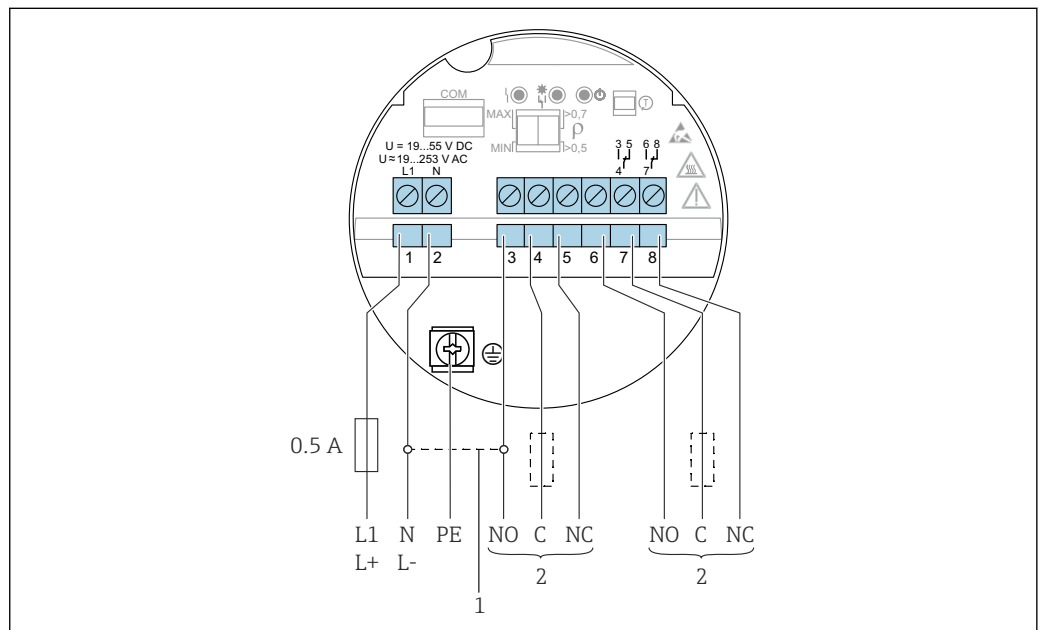 COM
MAX
>0,7
ρ
MIN
>0,5
T
U = 19...55 V DC
U ≈ 19...253 V AC
L1 N
3 5
4
6 8
7
1 2 3 4 5 6 7 8
0.5 A
L1 N PE NO C NC NO C NC
L+ L-
2 2
1